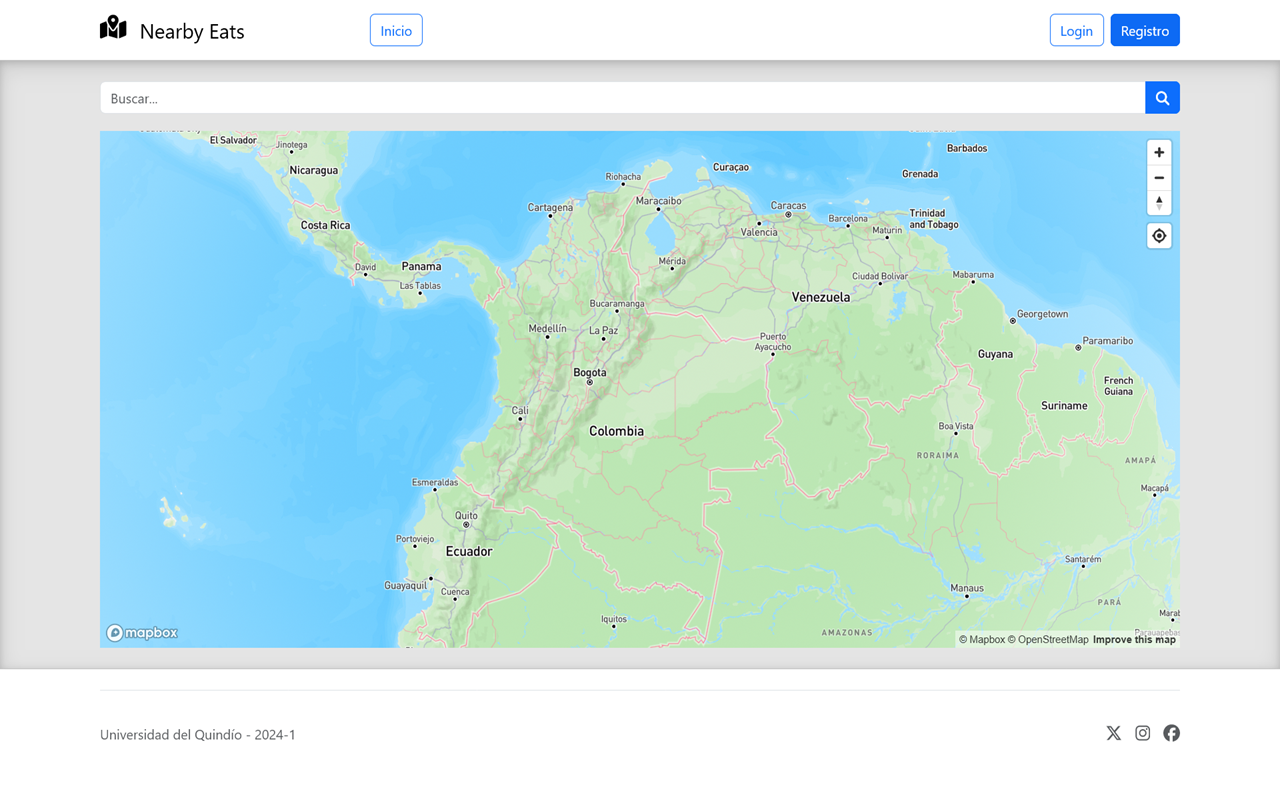 Nearby Eats
Inicio
Login
Registro
Buscar...
El Salvador
Jinotega
Nicaragua
Costa Rica
David
Panama
Las Tablas
Riohacha
Curaçao
Barbados
Grenada
Cartagena
Maracaibo
Caracas
Barcelona
Trinidad
and Tobago
Valencia
Maturin
Mérida
Ciudad Bolivar
Mabaruma
Bucaramanga
Venezuela
Georgetown
Medellín
La Paz
Puerto
Ayacucho
Paramaribo
Guyana
Bogota
French
Guiana
Cali
Suriname
Colombia
Boa Vista
RORAIMA
AMAPÁ
Esmeraldas
Macapá
Quito
Portoviejo
Ecuador
Santarém
Guayaquil
Cuenca
Manaus
PARÁ
Iquitos
AMAZONAS
Marab
Parauapebas
mapbox
© Mapbox © OpenStreetMap Improve this map
Universidad del Quindío - 2024-1